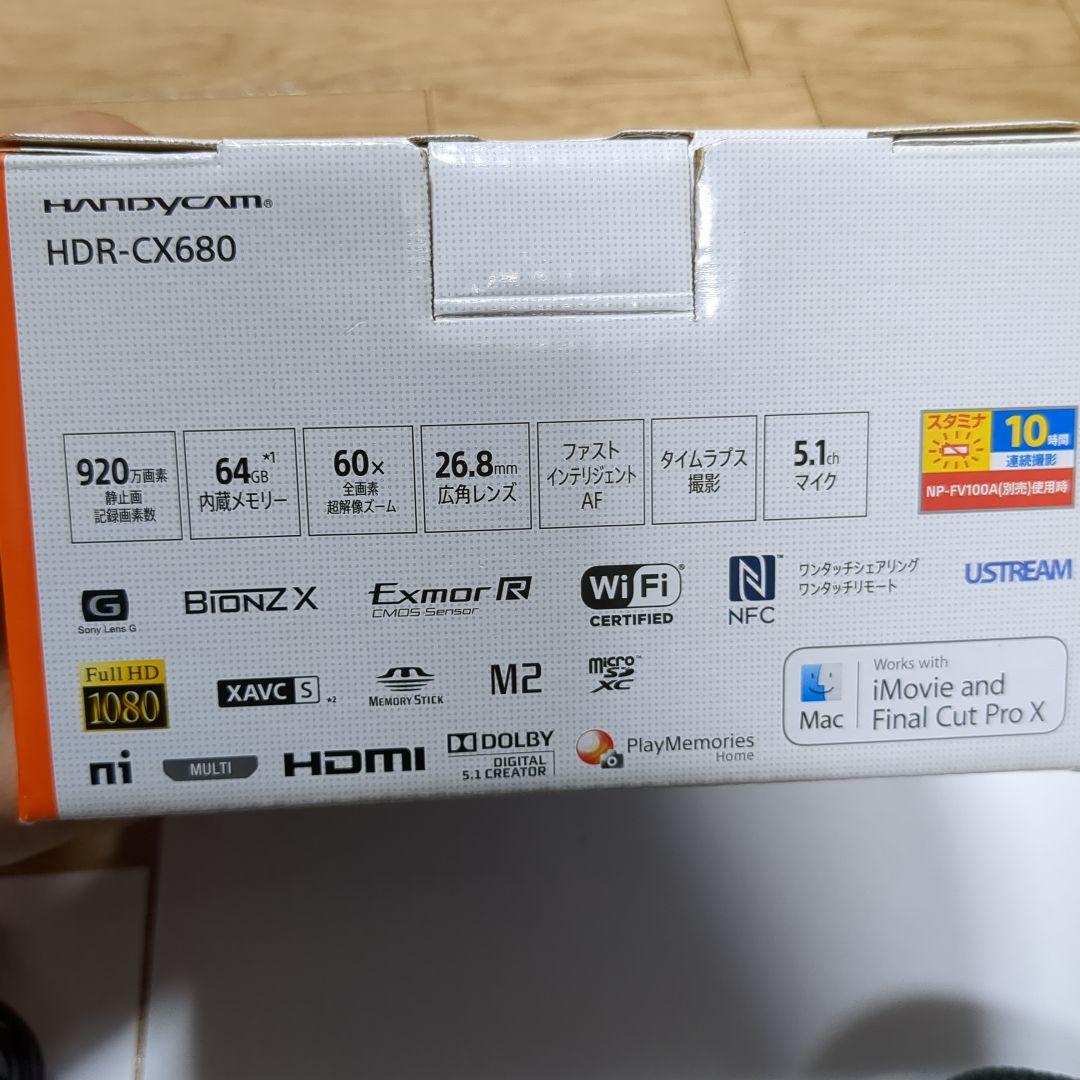 HANDYCAM®
HDR-CX680
920万画素
静止画
記録画素数
64GB *1
内蔵メモリー
60×
全画素
超解像ズーム
26.8mm
広角レンズ
ファスト
インテリジェント
AF
タイムラプス
撮影
5.1ch
マイク
スタミナ
10時間
連続撮影
NP-FV100A(別売)使用時
G
Sony Lens G
BIONZ X
Exmor R
CMOS Sensor
Wi Fi®
CERTIFIED
N™
NFC
ワンタッチシェアリング
ワンタッチリモート
USTREAM
Full HD
1080
XAVC S *2
MEMORY STICK
M2
micro
SD™
XC
Mac
Works with
iMovie and
Final Cut Pro X
ni
MULTI
HDMI
DOLBY
DIGITAL
5.1 CREATOR
PlayMemories
Home